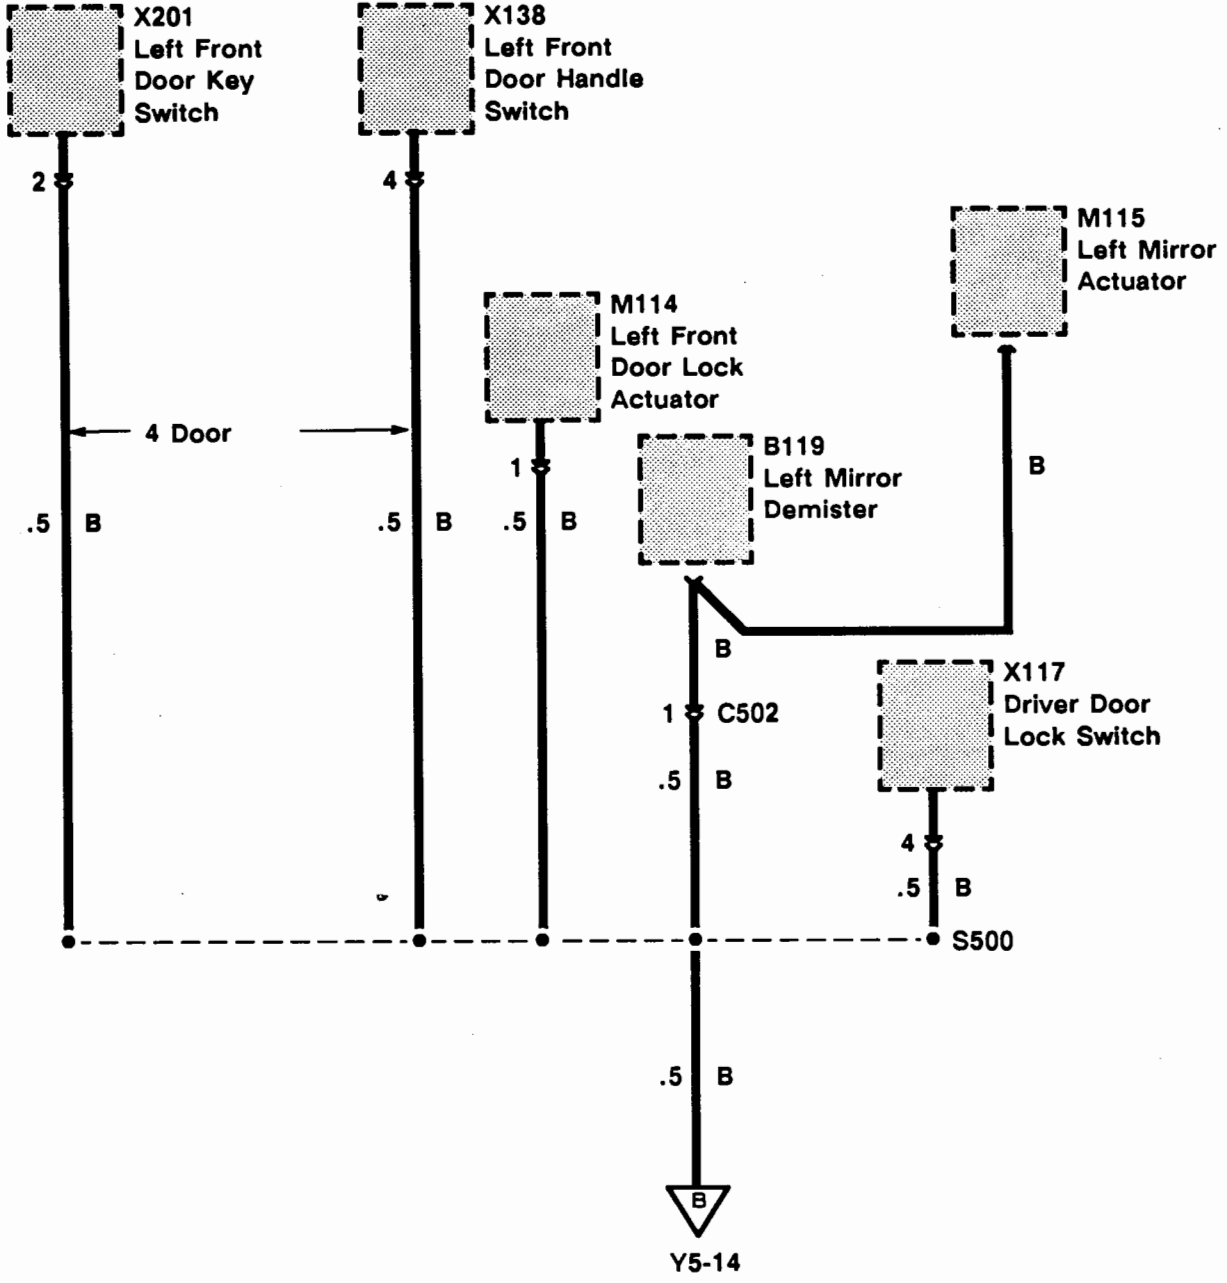 X201
Left Front
Door Key
Switch
X138
Left Front
Door Handle
Switch
2
4
M115
Left Mirror
Actuator
M114
Left Front
Door Lock
Actuator
4 Door
1
B119
Left Mirror
Demister
B
.5 B
.5 B
.5 B
B
X117
Driver Door
Lock Switch
1 C502
.5 B
4
.5 B
S500
.5 B
B
Y5-14